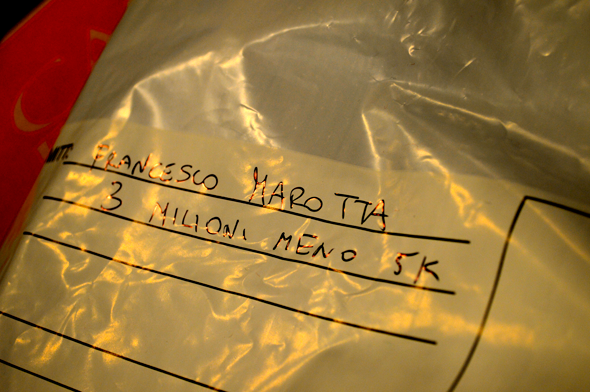 FRANCESCO MAROTTA
3 MILIONI MENO 5K